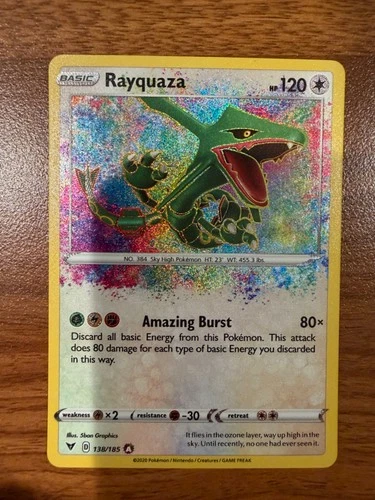 BASIC Rayquaza HP 120
NO. 384 Sky High Pokémon HT: 23' WT: 455.3 lbs.
Amazing Burst 80×
Discard all basic Energy from this Pokémon. This attack
does 80 damage for each type of basic Energy you discarded
in this way.
weakness ×2 resistance -30 retreat
Illus. 5ban Graphics
D 138/185 A
It flies in the ozone layer, way up high in the
sky. Until recently, no one had ever seen it.
©2020 Pokémon / Nintendo / Creatures / GAME FREAK